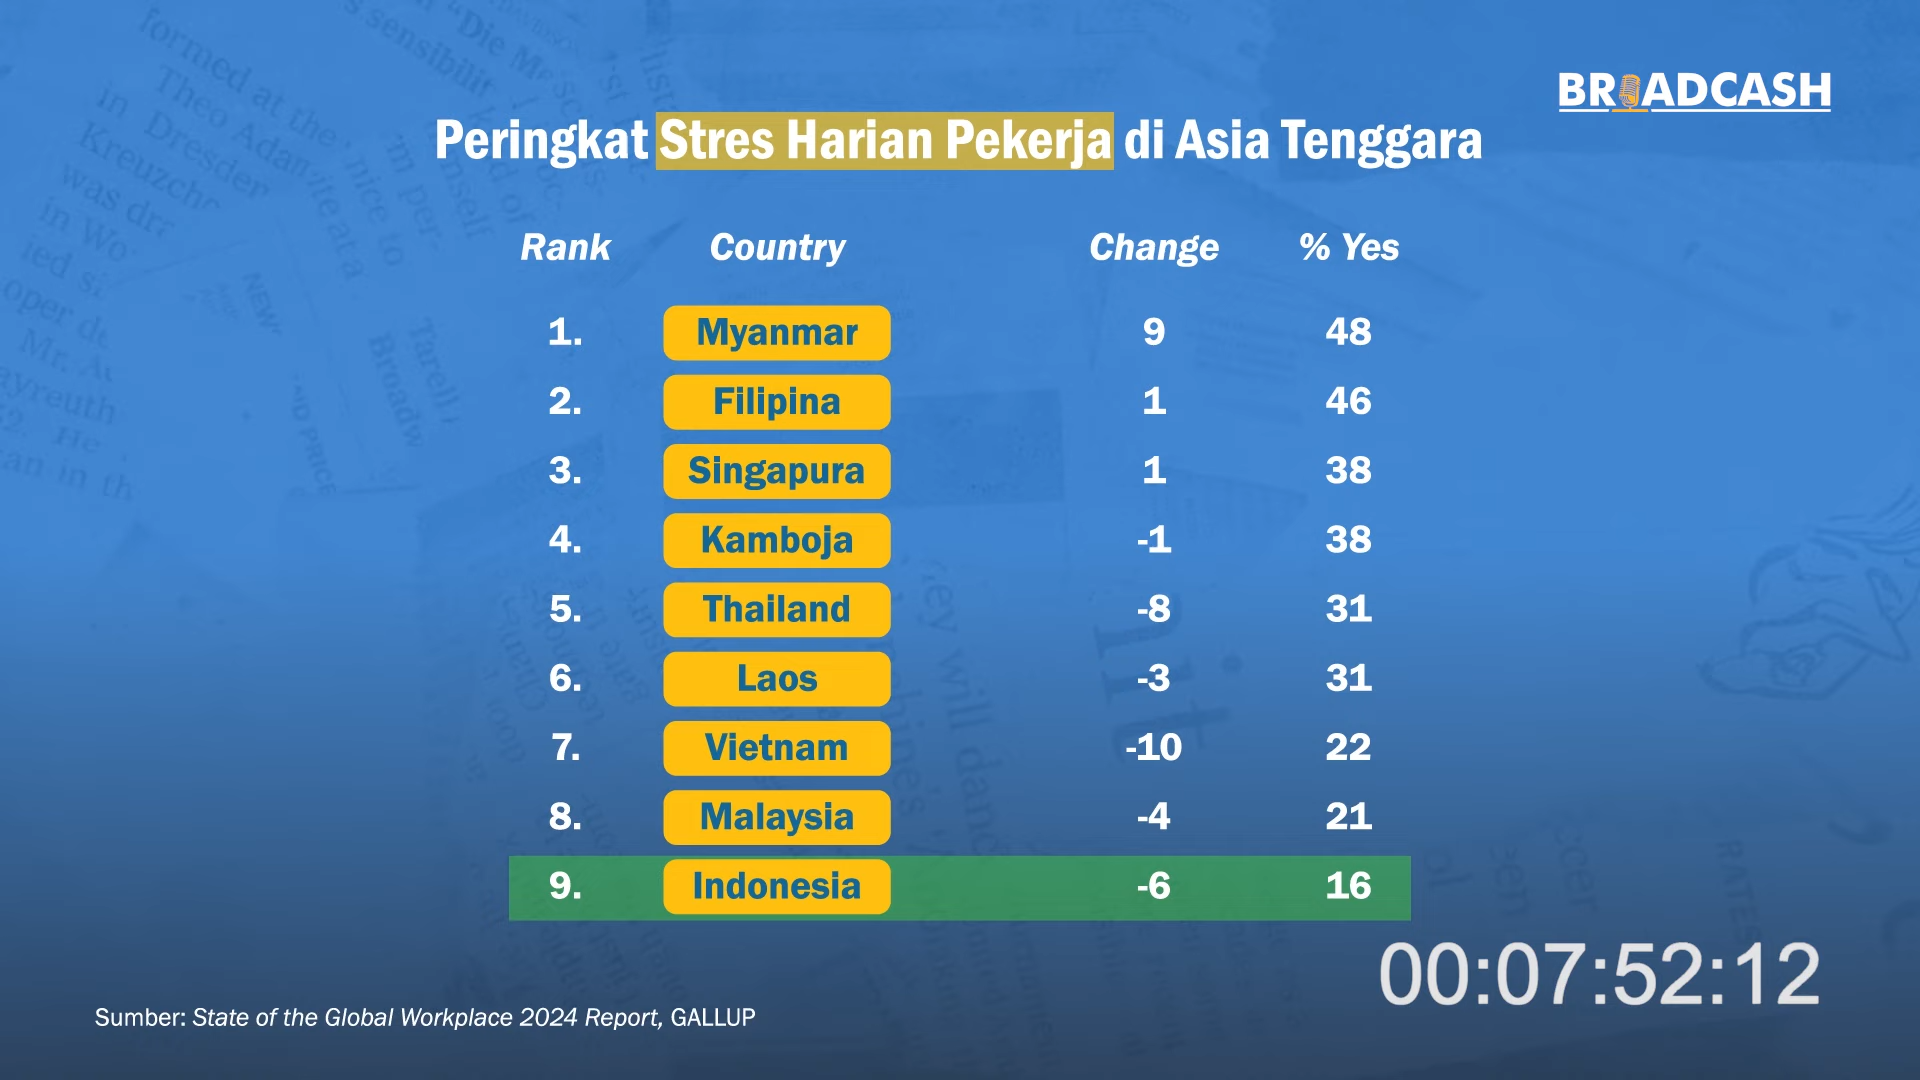 BROADCASH
Peringkat Stres Harian Pekerja di Asia Tenggara
Rank Country Change % Yes
1. Myanmar 9 48
2. Filipina 1 46
3. Singapura 1 38
4. Kamboja -1 38
5. Thailand -8 31
6. Laos -3 31
7. Vietnam -10 22
8. Malaysia -4 21
9. Indonesia -6 16
00:07:52:12
Sumber: State of the Global Workplace 2024 Report, GALLUP